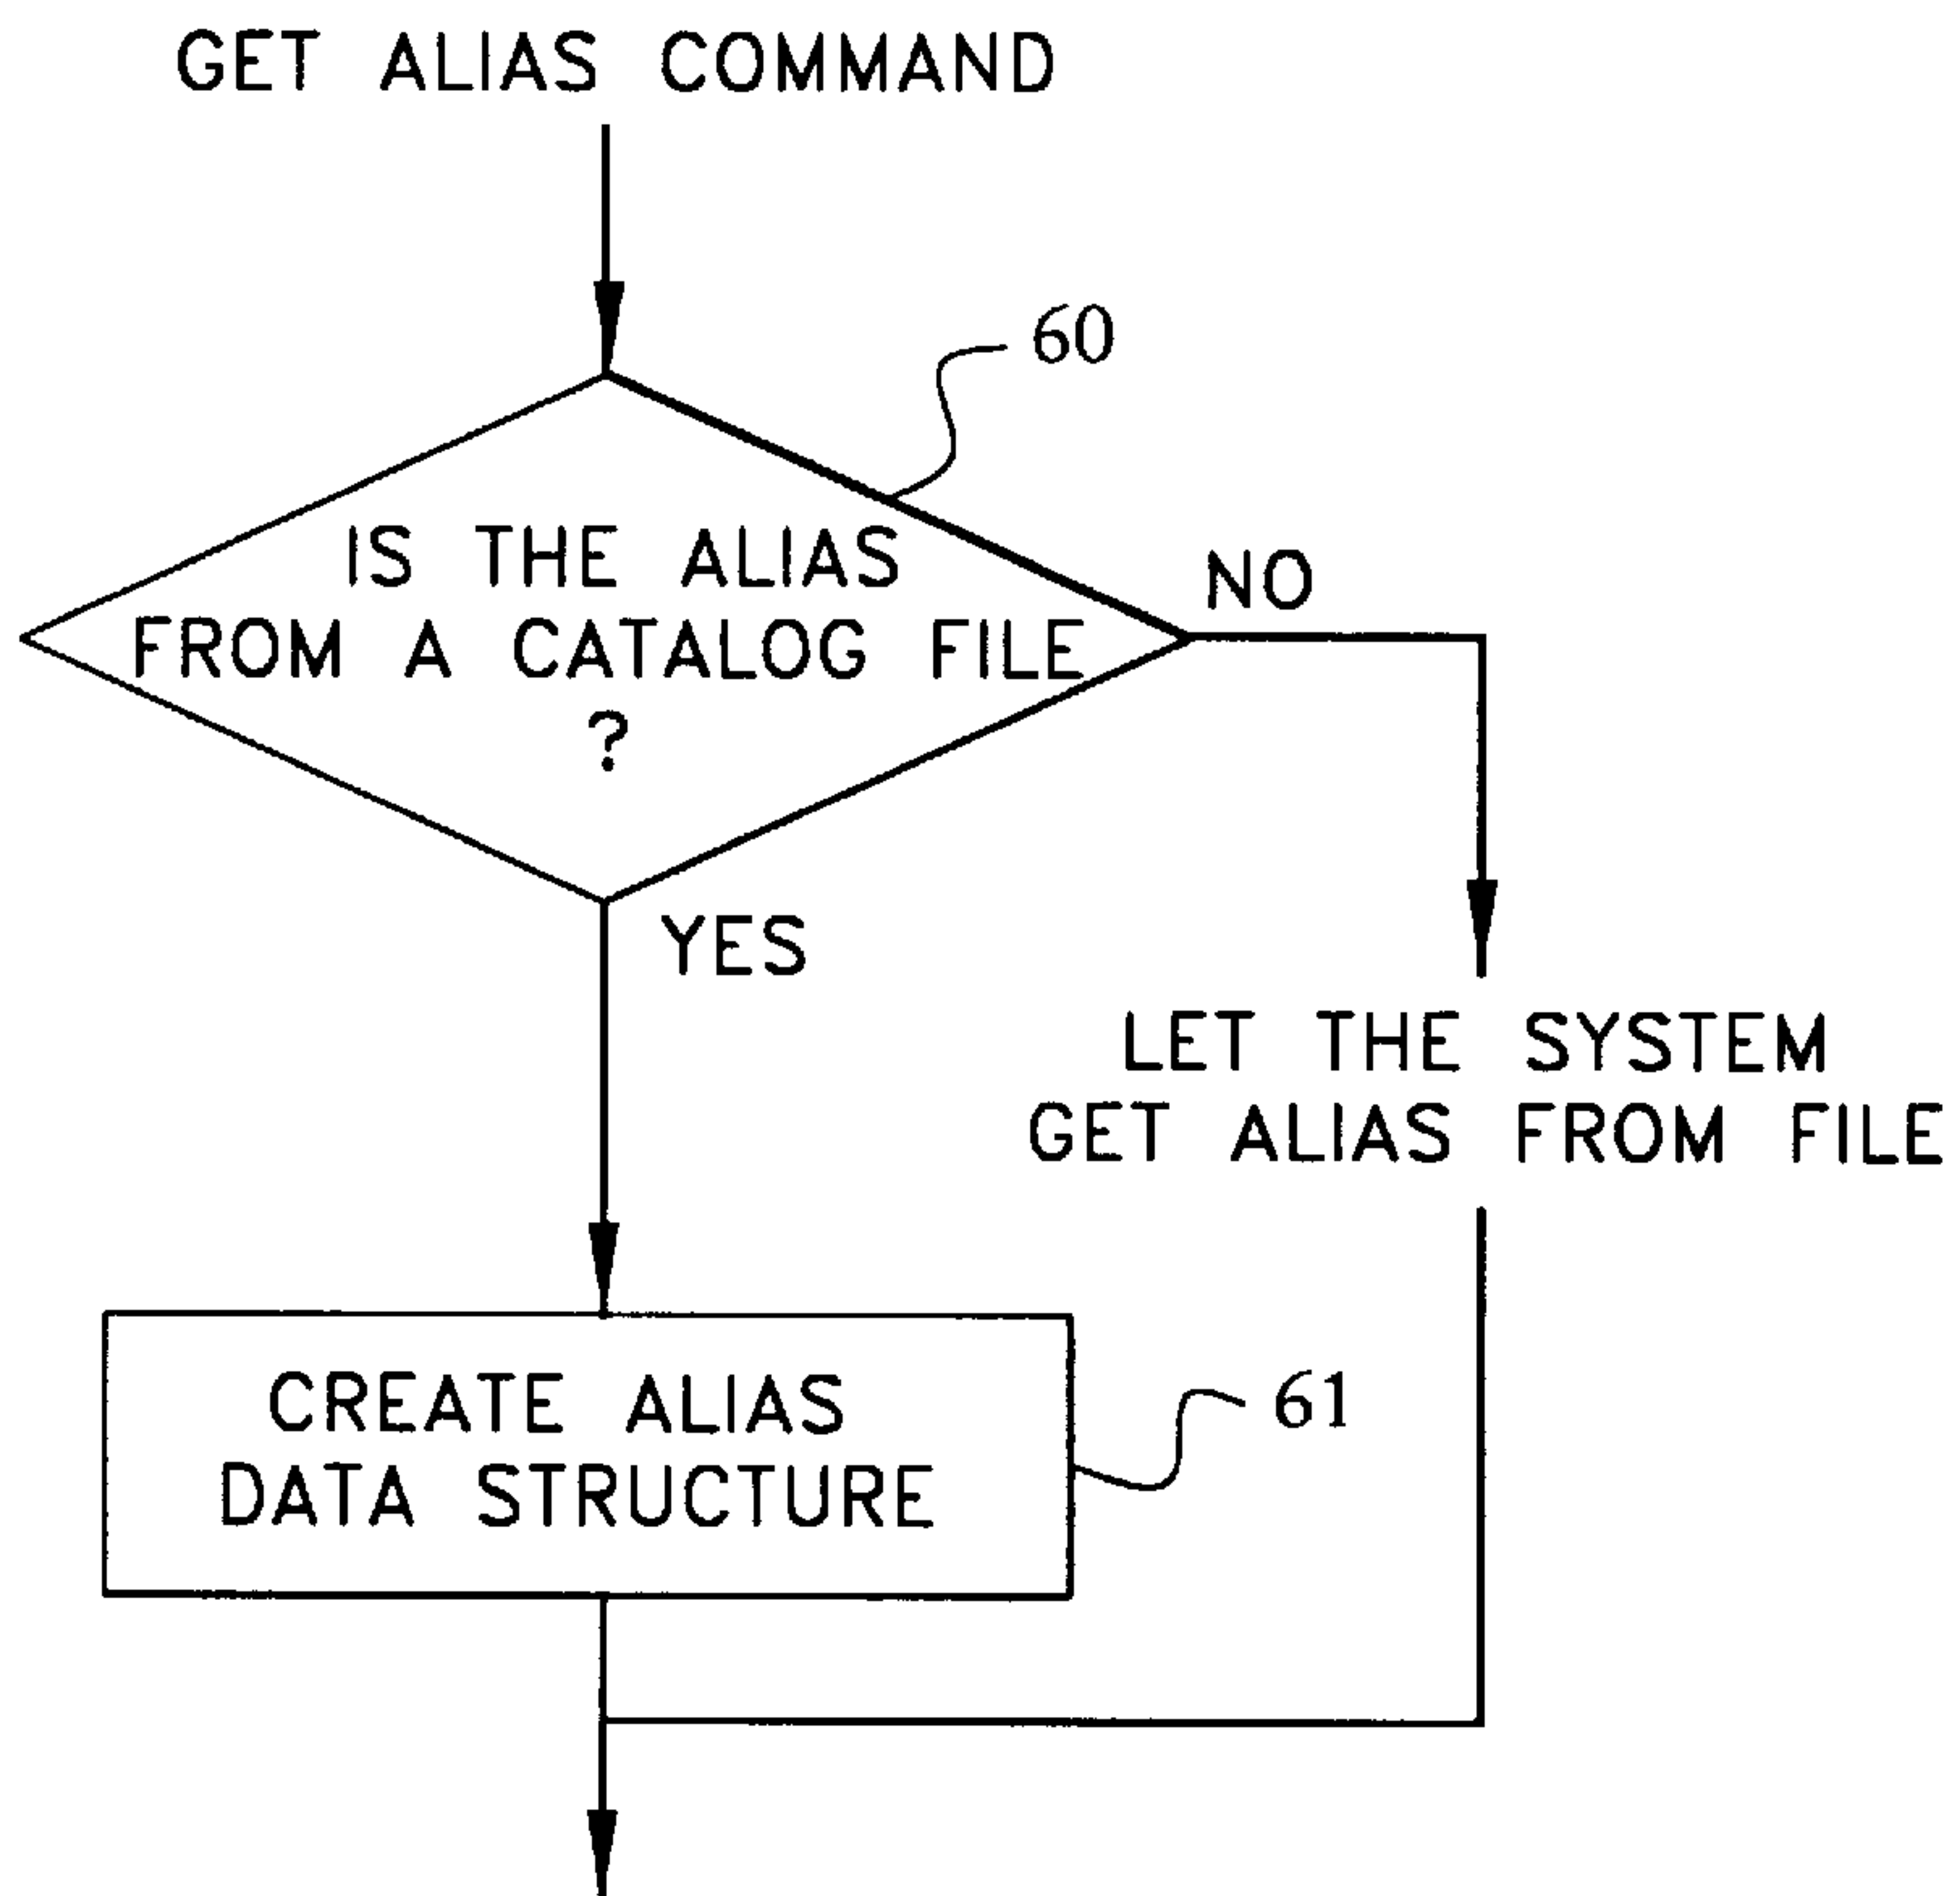 GET ALIAS COMMAND
60
IS THE ALIAS
FROM A CATALOG FILE
?
NO
YES
LET THE SYSTEM
GET ALIAS FROM FILE
CREATE ALIAS
DATA STRUCTURE
61